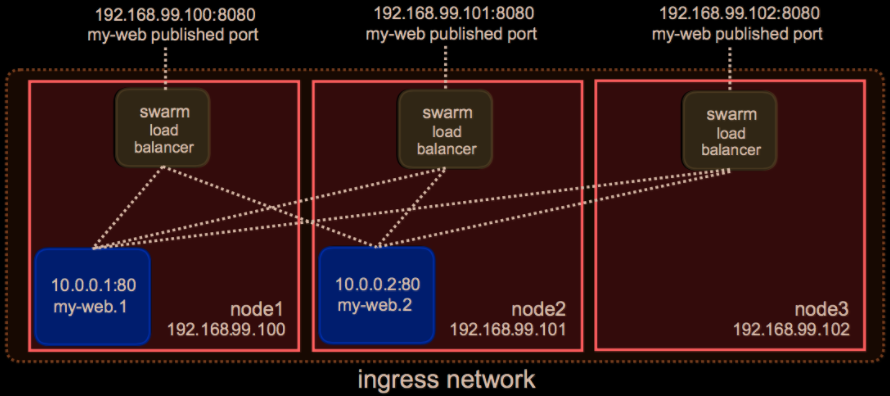 192.168.99.100:8080
my-web published port
192.168.99.101:8080
my-web published port
192.168.99.102:8080
my-web published port
swarm
load
balancer
swarm
load
balancer
swarm
load
balancer
10.0.0.1:80
my-web.1
node1
192.168.99.100
10.0.0.2:80
my-web.2
node2
192.168.99.101
node3
192.168.99.102
ingress network